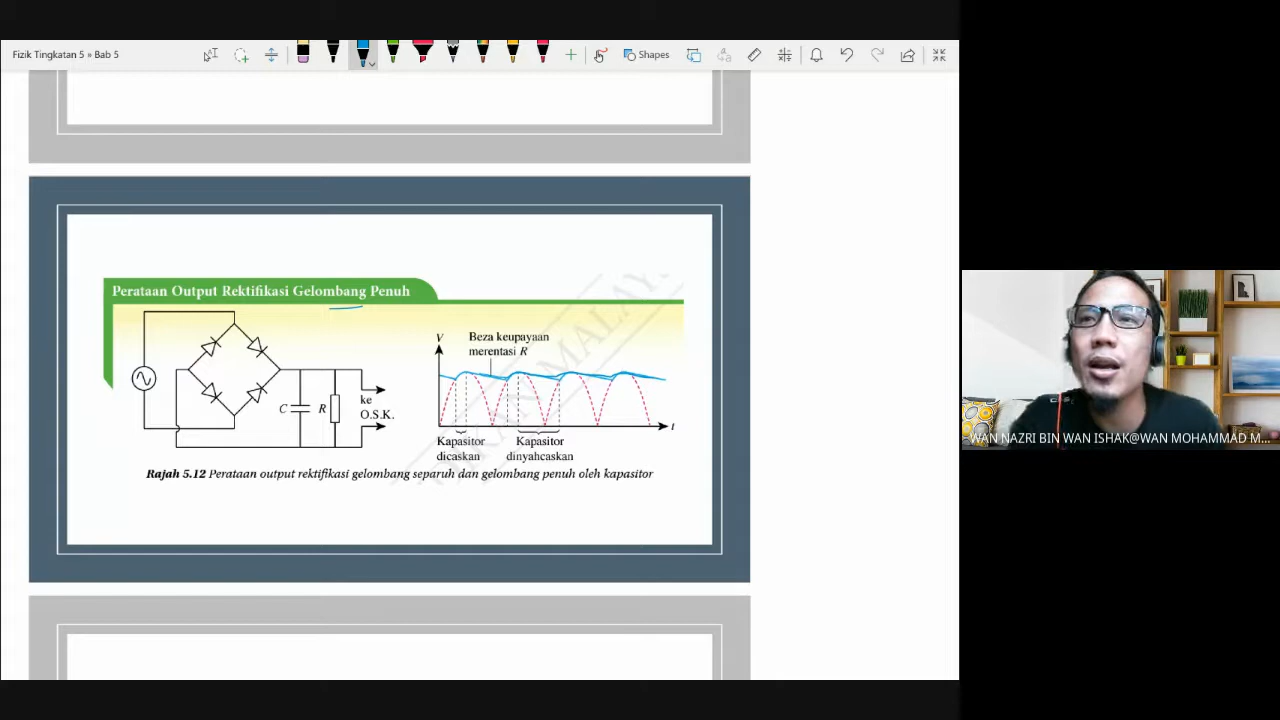 Fizik Tingkatan 5 » Bab 5
Shapes
Perataan Output Rektifikasi Gelombang Penuh
V
Beza keupayaan
merentasi R
C
R
ke
O.S.K.
t
Kapasitor
dicaskan
Kapasitor
dinyahcaskan
Rajah 5.12 Perataan output rektifikasi gelombang separuh dan gelombang penuh oleh kapasitor
WAN NAZRI BIN WAN ISHAK@WAN MOHAMMAD M...